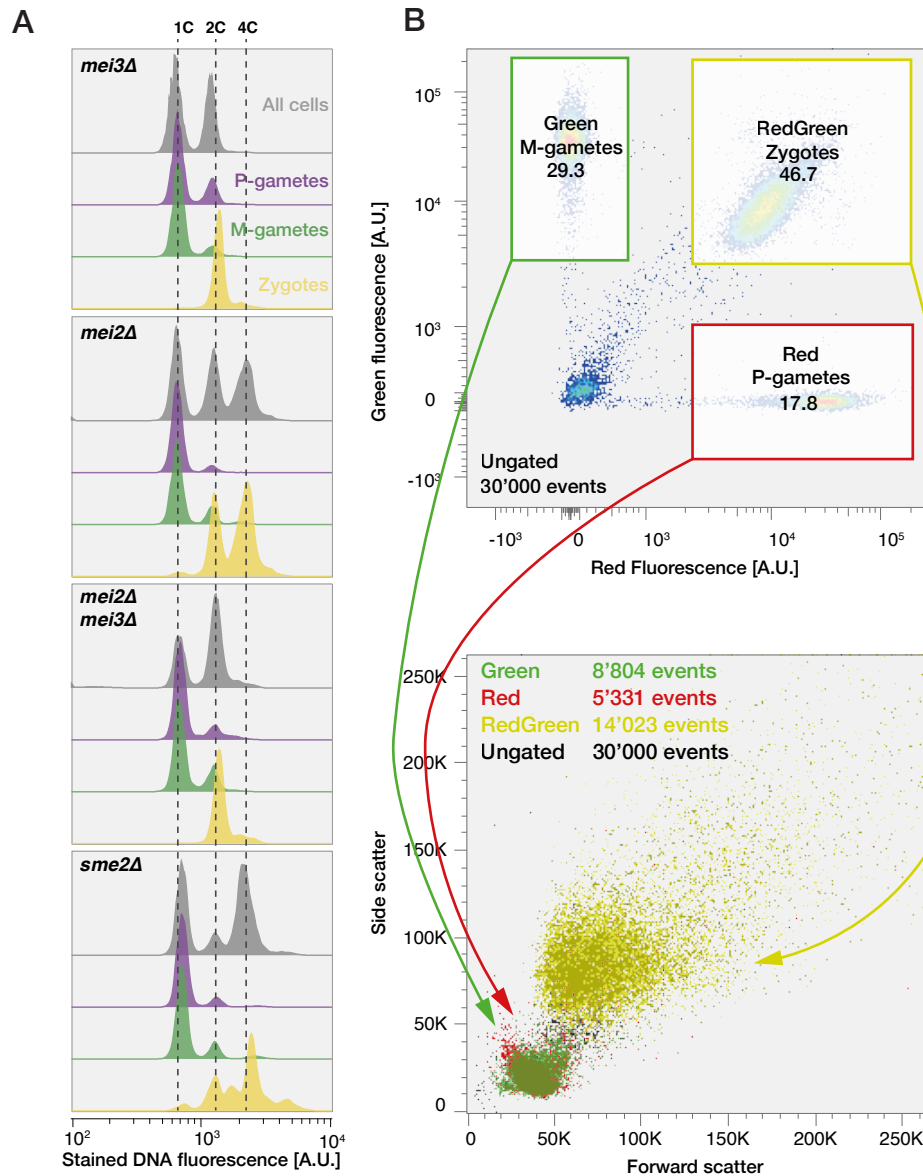 A
1C 2C 4C
mei3Δ
All cells
P-gametes
M-gametes
Zygotes
mei2Δ
mei2Δ
mei3Δ
sme2Δ
10²
10³
10⁴
Stained DNA fluorescence [A.U.]
B
Green
M-gametes
29.3
RedGreen
Zygotes
46.7
Red
P-gametes
17.8
Ungated
30'000 events
10⁵
10⁴
10³
0
-10³
Green fluorescence [A.U.]
-10³
0
10³
10⁴
10⁵
Red Fluorescence [A.U.]
Green 8'804 events
Red 5'331 events
RedGreen 14'023 events
Ungated 30'000 events
250K
200K
150K
100K
50K
0
Side scatter
0
50K
100K
150K
200K
250K
Forward scatter